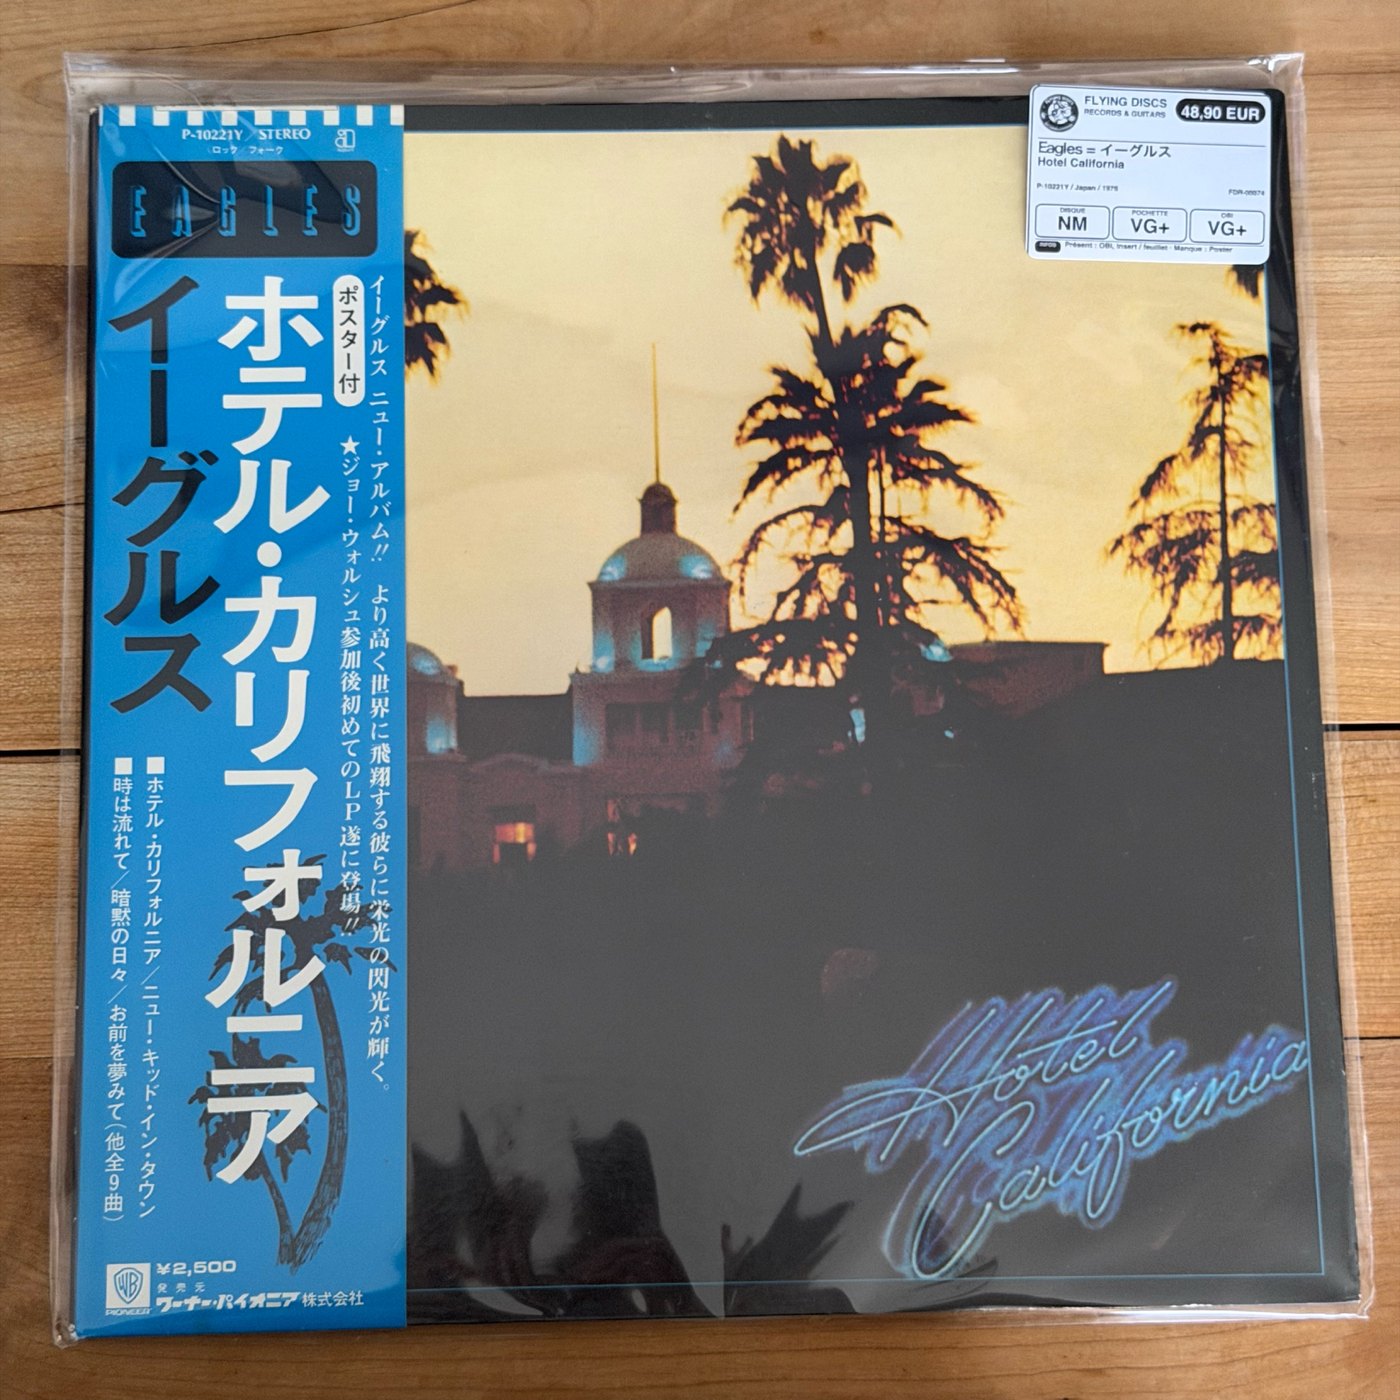 P-10221Y／STEREO
(ロック／フォーク
EAGLES
イーグルス ニュー・アルバム!! より高く世界に飛翔する彼らに栄光の閃光が輝く。
ポスター付
★ジョー・ウォルシュ参加後初めてのLP遂に登場!!
ホテル・カリフォルニア
イーグルス
■ホテル・カリフォルニア／ニュー・キッド・イン・タウン
■時は流れて／暗黙の日々／お前を夢みて(他全9曲)
WB
PIONEER
¥2,500
発売元
ワーナー・パイオニア株式会社
FLYING DISCS
RECORDS & GUITARS
48,90 EUR
Eagles = イーグルス
Hotel California
P-10221Y / Japan / 1976
DISQUE
NM
POCHETTE
VG+
OBI
VG+
INFOS
Présent : OBI, Insert / feuillet - Manque : Poster
Hotel
California